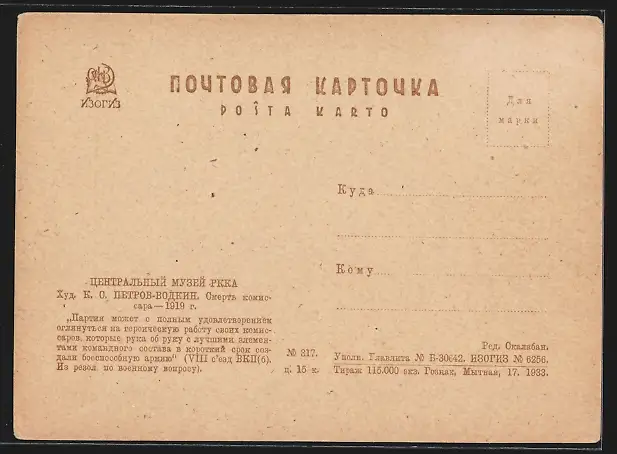 ИЗОГИЗ
ПОЧТОВАЯ КАРТОЧКА
POŜTA KARTO
Для
марки
Куда
Кому
ЦЕНТРАЛЬНЫЙ МУЗЕЙ РККА
Худ. К. С. ПЕТРОВ-ВОДКИН. Смерть комис-
сара — 1919 г.
„Партия может с полным удовлетворением
оглянуться на героическую работу своих комис-
саров, которые рука об руку с лучшими элемен-
тами командного состава в короткий срок соз-
дали боеспособную армию" (VIII с'езд ВКП(б).
Из резол. по военному вопросу).
№ 317.
ц. 15 к.
Ред. Окалабан.
Уполн. Главлита № Б-30642. ИЗОГИЗ № 6256.
Тираж 115.000 экз. Гознак, Мытная, 17. 1933.